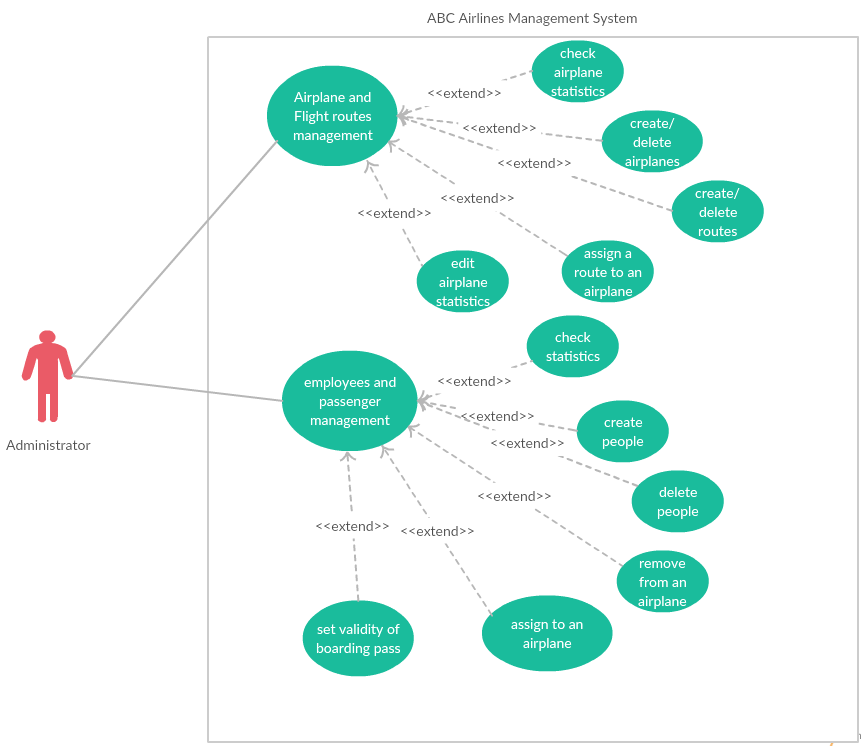 ABC Airlines Management System
check
airplane
statistics
Airplane and
Flight routes
management
<<extend>>
<<extend>>
create/
delete
airplanes
<<extend>>
create/
delete
routes
<<extend>>
<<extend>>
assign a
route to an
airplane
edit
airplane
statistics
check
statistics
employees and
passenger
management
<<extend>>
<<extend>>
create
people
<<extend>>
Administrator
delete
people
<<extend>>
<<extend>>
<<extend>>
remove
from an
airplane
set validity of
boarding pass
assign to an
airplane